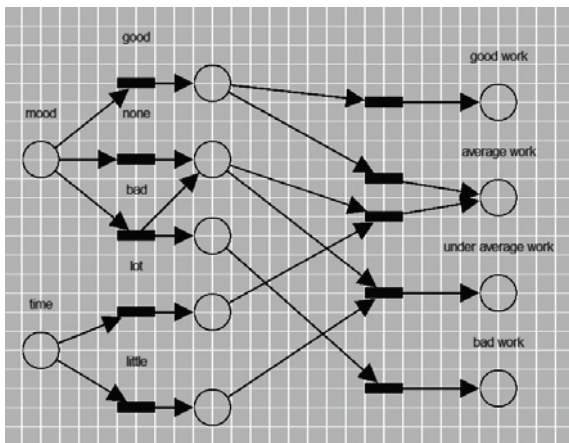 good
good work
mood
none
average work
bad
under average work
lot
time
bad work
little